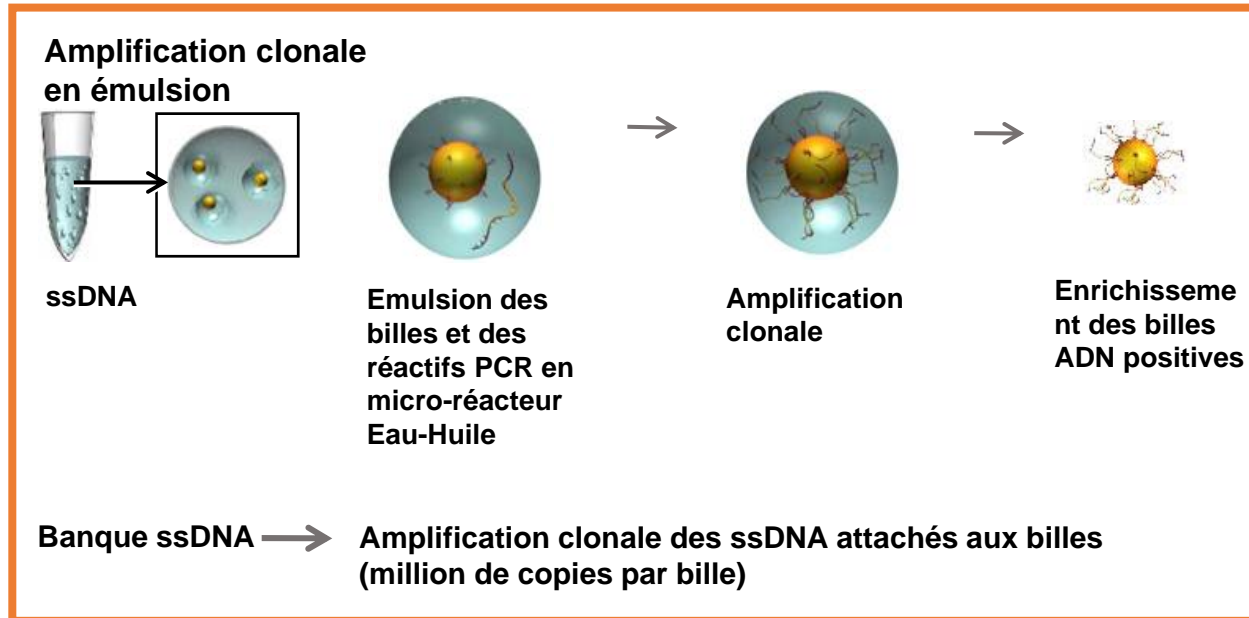 Amplification clonale
en émulsion
ssDNA
Emulsion des
billes et des
réactifs PCR en
micro-réacteur
Eau-Huile
Amplification
clonale
Enrichisseme
nt des billes
ADN positives
Banque ssDNA
Amplification clonale des ssDNA attachés aux billes
(million de copies par bille)